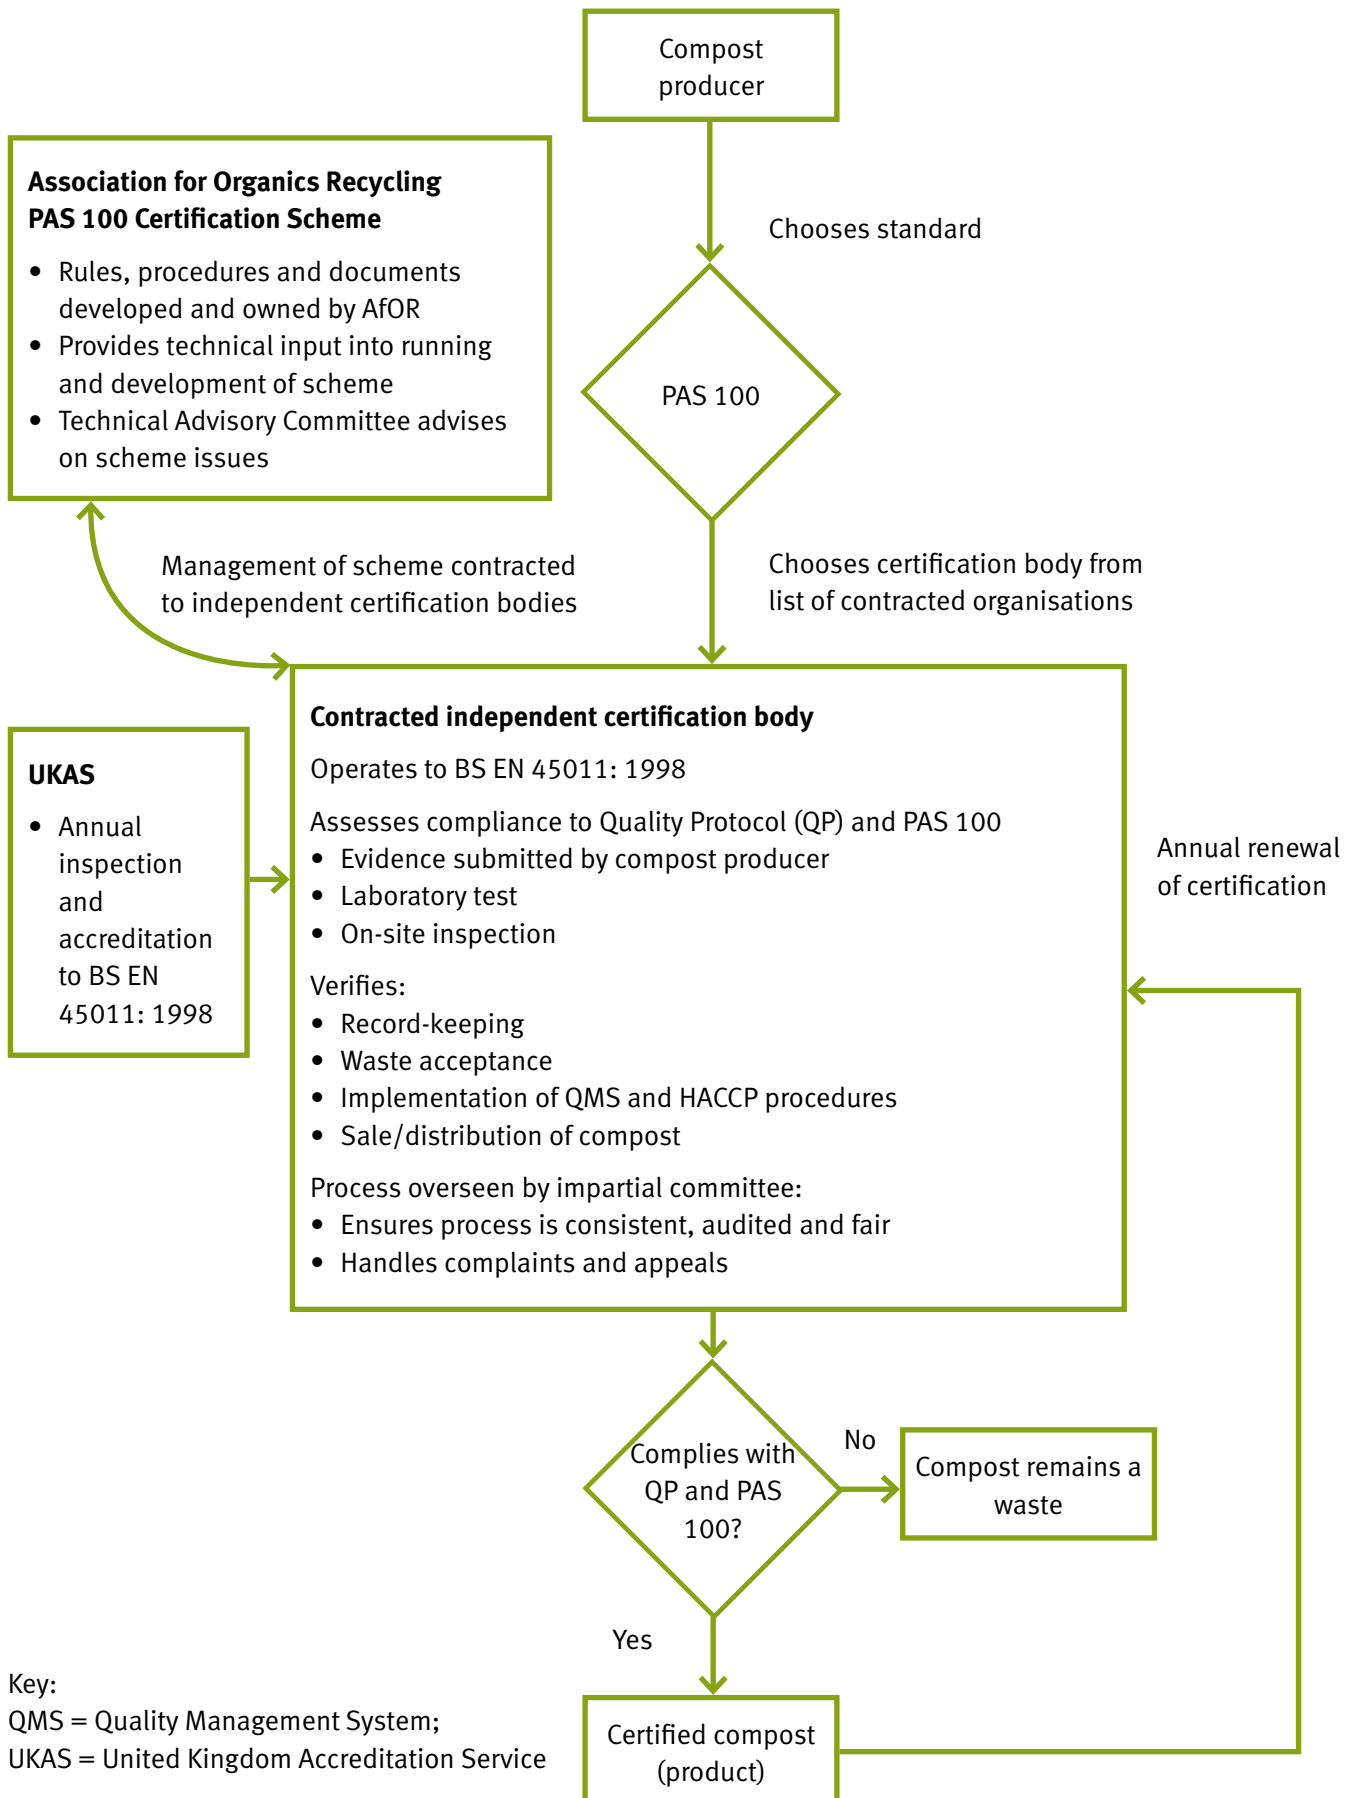 Compost
producer
Association for Organics Recycling
PAS 100 Certification Scheme
• Rules, procedures and documents
developed and owned by AfOR
• Provides technical input into running
and development of scheme
• Technical Advisory Committee advises
on scheme issues
Chooses standard
PAS 100
Management of scheme contracted
to independent certification bodies
Chooses certification body from
list of contracted organisations
UKAS
• Annual
inspection
and
accreditation
to BS EN
45011: 1998
Contracted independent certification body
Operates to BS EN 45011: 1998
Assesses compliance to Quality Protocol (QP) and PAS 100
• Evidence submitted by compost producer
• Laboratory test
• On-site inspection
Verifies:
• Record-keeping
• Waste acceptance
• Implementation of QMS and HACCP procedures
• Sale/distribution of compost
Process overseen by impartial committee:
• Ensures process is consistent, audited and fair
• Handles complaints and appeals
Annual renewal
of certification
Complies with
QP and PAS
100?
No
Compost remains a
waste
Yes
Certified compost
(product)
Key:
QMS = Quality Management System;
UKAS = United Kingdom Accreditation Service